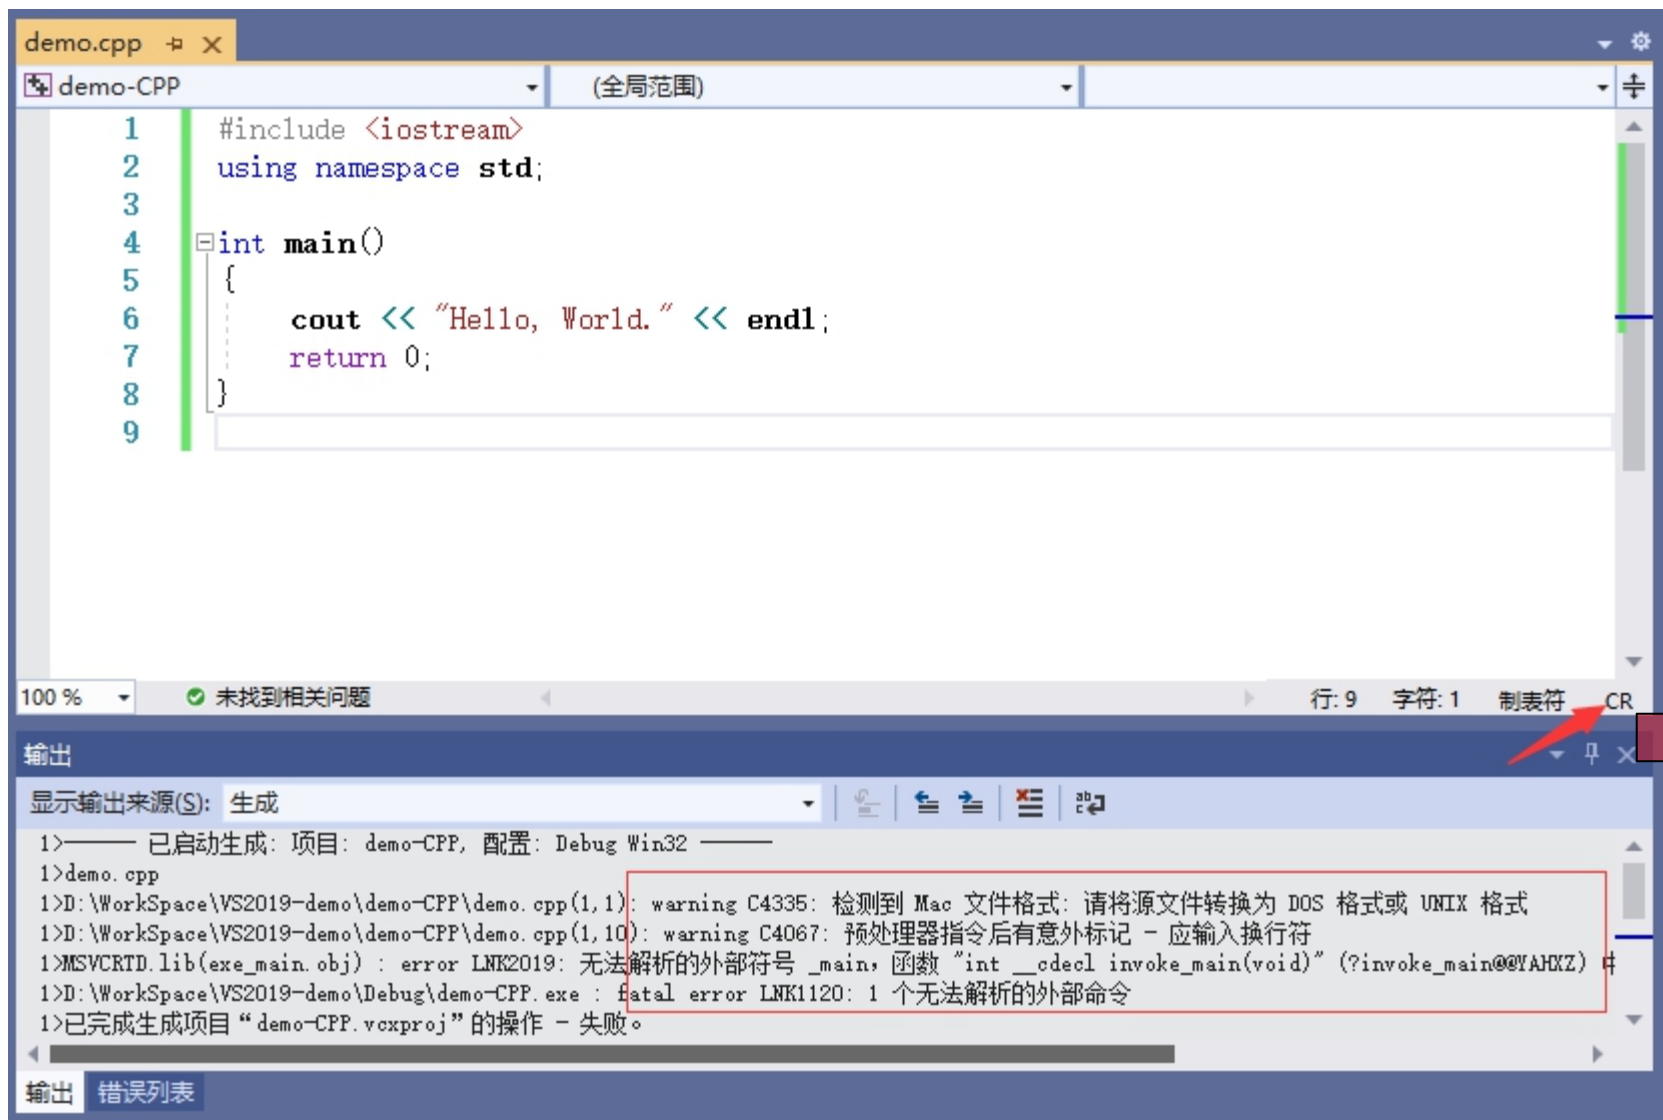 demo.cpp
demo-CPP (全局范围)
1 #include <iostream>
2 using namespace std;
3
4 int main()
5 {
6 cout << "Hello, World." << endl;
7 return 0;
8 }
9
100 % 未找到相关问题 行: 9 字符: 1 制表符 CR
输出
显示输出来源(S): 生成
1>—— 已启动生成: 项目: demo-CPP, 配置: Debug Win32 ——
1>demo.cpp
1>D:\WorkSpace\VS2019-demo\demo-CPP\demo.cpp(1,1): warning C4335: 检测到 Mac 文件格式: 请将源文件转换为 DOS 格式或 UNIX 格式
1>D:\WorkSpace\VS2019-demo\demo-CPP\demo.cpp(1,10): warning C4067: 预处理器指令后有意外标记 - 应输入换行符
1>MSVCRTD.lib(exe_main.obj) : error LNK2019: 无法解析的外部符号 _main，函数 "int __cdecl invoke_main(void)" (?invoke_main@@YAHXZ)
1>D:\WorkSpace\VS2019-demo\Debug\demo-CPP.exe : fatal error LNK1120: 1 个无法解析的外部命令
1>已完成生成项目“demo-CPP.vcxproj”的操作 - 失败。
输出 错误列表